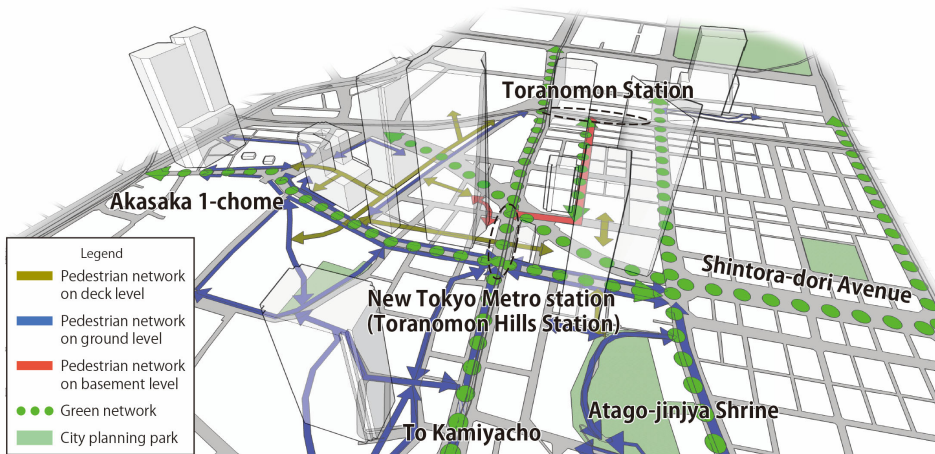 Toranomon Station
Akasaka 1-chome
Shintora-dori Avenue
New Tokyo Metro station
(Toranomon Hills Station)
Atago-jinjya Shrine
To Kamiyacho
Legend
Pedestrian network
on deck level
Pedestrian network
on ground level
Pedestrian network
on basement level
Green network
City planning park